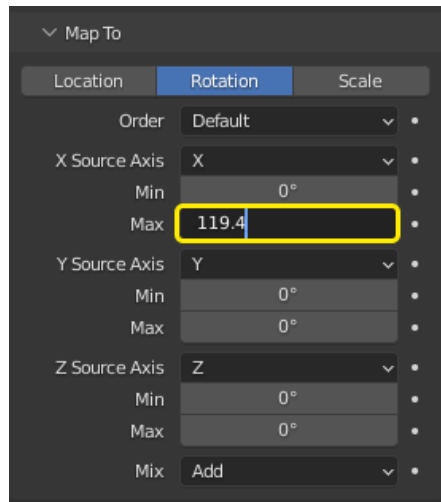 Map To
Location Rotation Scale
Order Default
X Source Axis X
Min 0°
Max 119.4
Y Source Axis Y
Min 0°
Max 0°
Z Source Axis Z
Min 0°
Max 0°
Mix Add